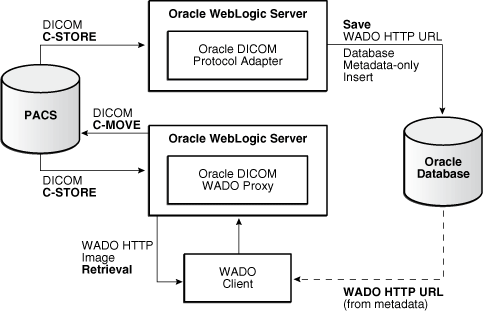 DICOM
C-STORE
Oracle WebLogic Server
Oracle DICOM
Protocol Adapter
Save
WADO HTTP URL
Database
Metadata-only
Insert
PACS
DICOM
C-MOVE
Oracle WebLogic Server
Oracle DICOM
WADO Proxy
Oracle
Database
DICOM
C-STORE
WADO HTTP
Image
Retrieval
WADO
Client
WADO HTTP URL
(from metadata)